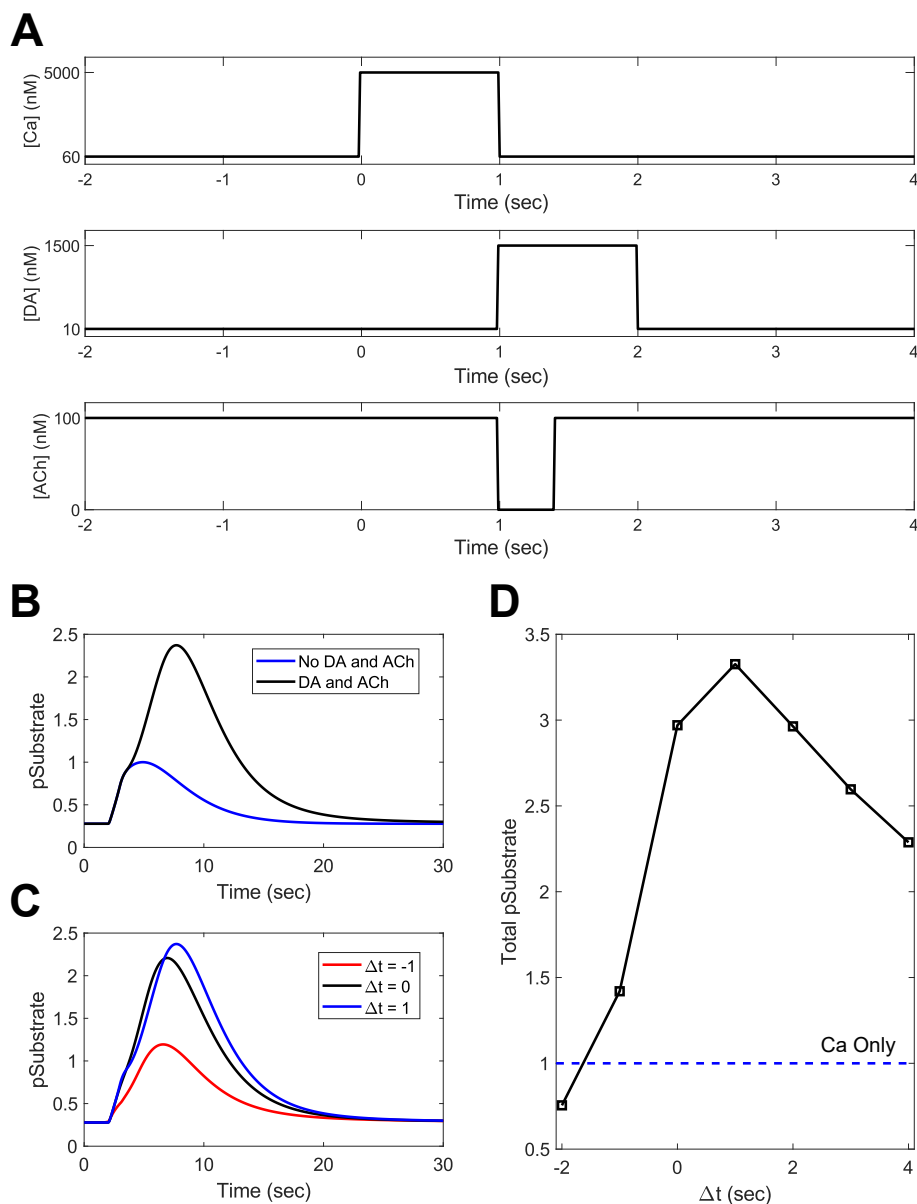 A
[Ca] (nM)
5000
60
-2 -1 0 1 2 3 4
Time (sec)
[DA] (nM)
1500
10
-2 -1 0 1 2 3 4
Time (sec)
[ACh] (nM)
100
0
-2 -1 0 1 2 3 4
Time (sec)
B
pSubstrate
2.5
2
1.5
1
0.5
0
No DA and ACh
DA and ACh
0 10 20 30
Time (sec)
C
pSubstrate
2.5
2
1.5
1
0.5
0
Δt = -1
Δt = 0
Δt = 1
0 10 20 30
Time (sec)
D
Total pSubstrate
3.5
3
2.5
2
1.5
1
0.5
Ca Only
-2 0 2 4
Δt (sec)